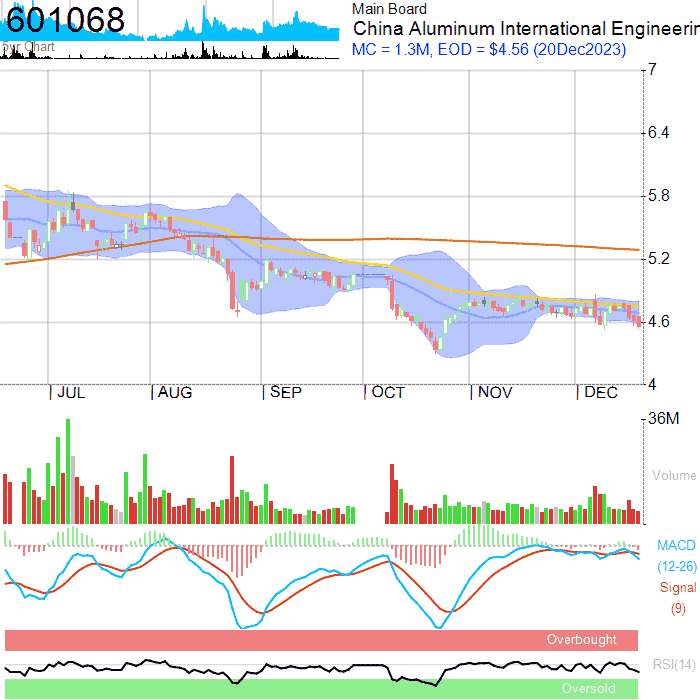 601068
5yr Chart
Main Board
China Aluminum International Engineerin
MC = 1.3M, EOD = $4.56 (20Dec2023)
7
6.4
5.8
5.2
4.6
4
JUL AUG SEP OCT NOV DEC
36M
Volume
MACD
(12-26)
Signal
(9)
Overbought
RSI(14)
Oversold